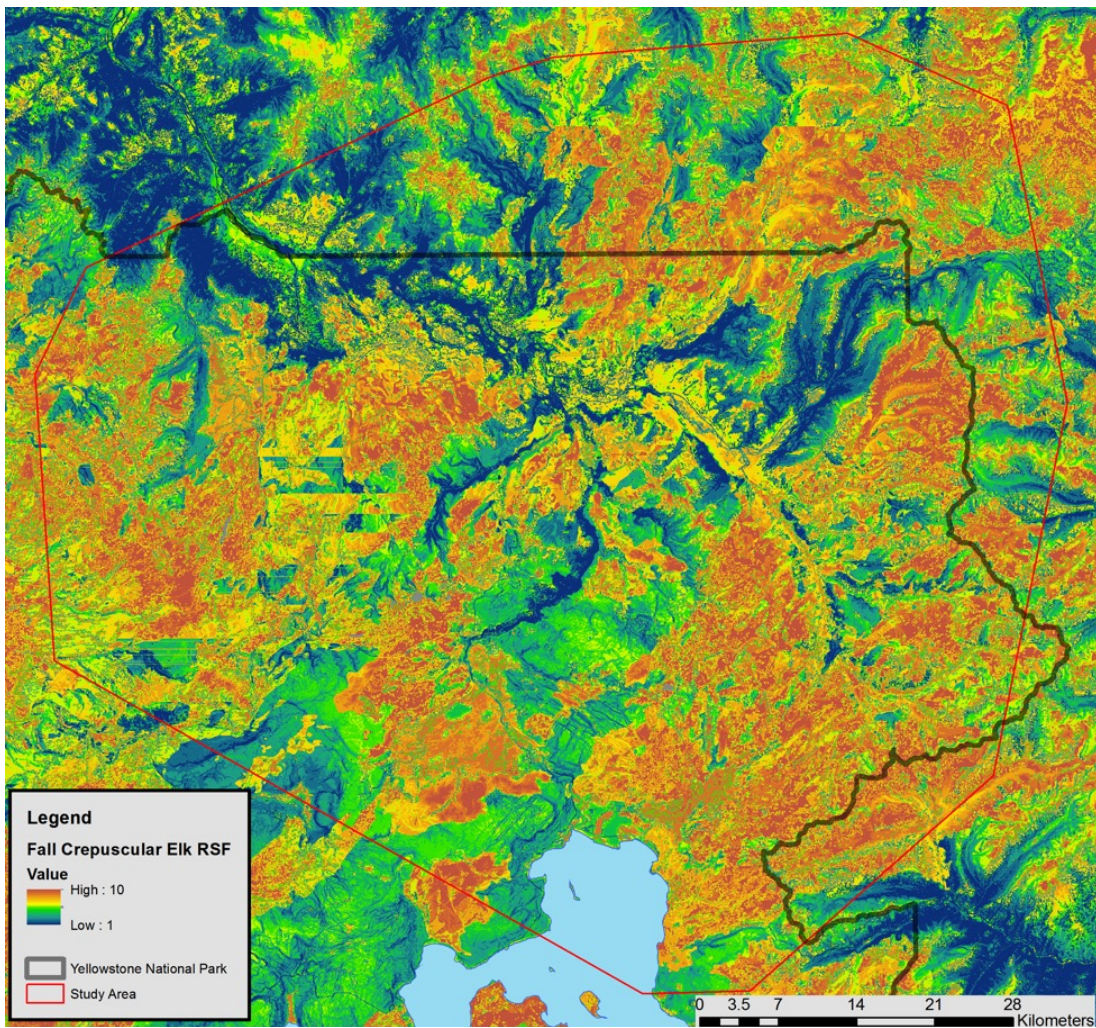 Legend
Fall Crepuscular Elk RSF
Value
High : 10
Low : 1
Yellowstone National Park
Study Area
0 3.5 7 14 21 28
Kilometers